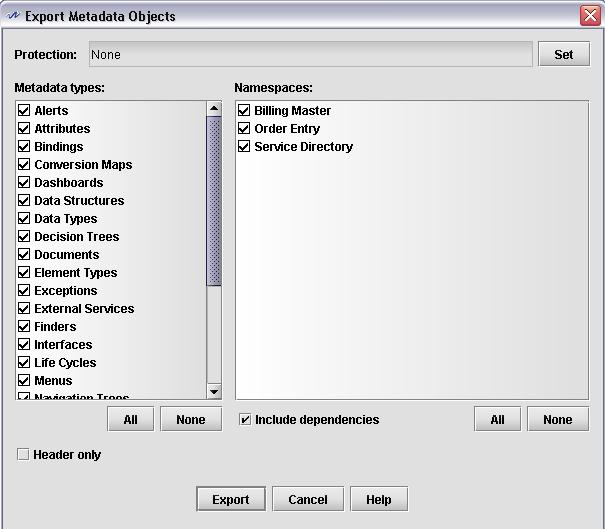 Export Metadata Objects
Protection: None Set
Metadata types: Namespaces:
Alerts
Attributes
Bindings
Conversion Maps
Dashboards
Data Structures
Data Types
Decision Trees
Documents
Element Types
Exceptions
External Services
Finders
Interfaces
Life Cycles
Menus
Navigation Trees
Billing Master
Order Entry
Service Directory
All None
Include dependencies All None
Header only
Export Cancel Help